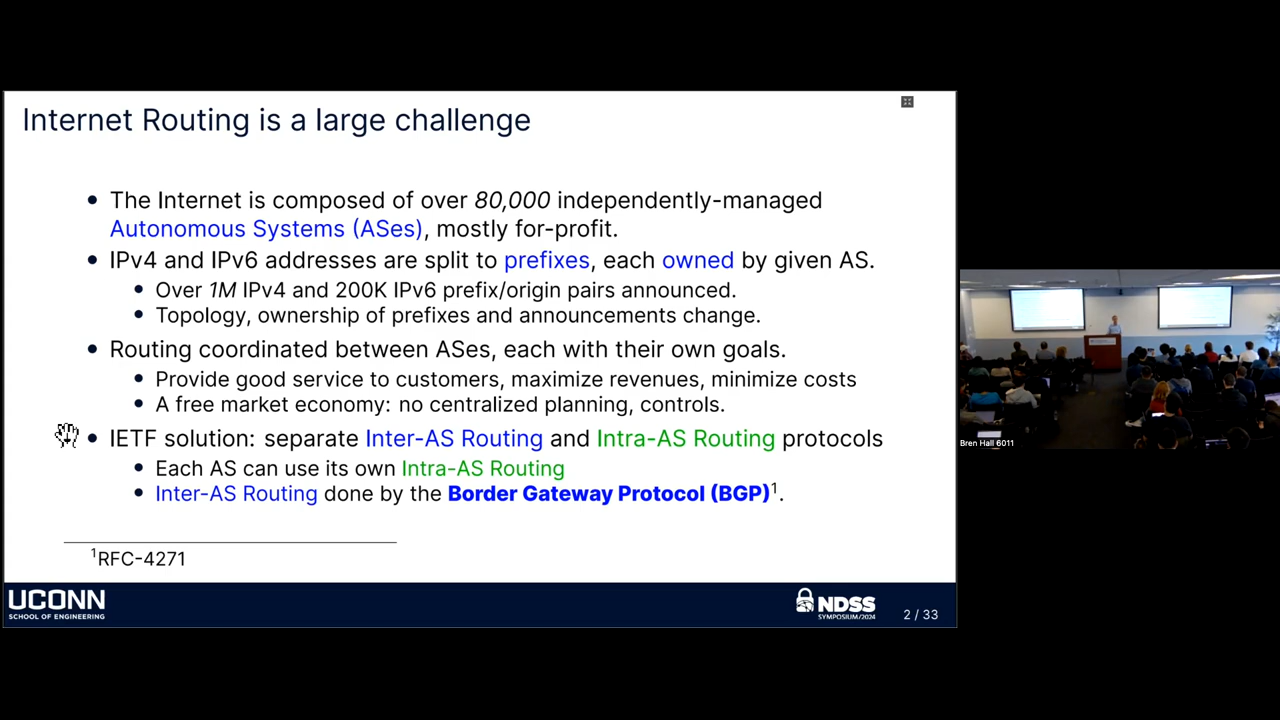 Internet Routing is a large challenge
• The Internet is composed of over 80,000 independently-managed
Autonomous Systems (ASes), mostly for-profit.
• IPv4 and IPv6 addresses are split to prefixes, each owned by given AS.
• Over 1M IPv4 and 200K IPv6 prefix/origin pairs announced.
• Topology, ownership of prefixes and announcements change.
• Routing coordinated between ASes, each with their own goals.
• Provide good service to customers, maximize revenues, minimize costs
• A free market economy: no centralized planning, controls.
• IETF solution: separate Inter-AS Routing and Intra-AS Routing protocols
• Each AS can use its own Intra-AS Routing
• Inter-AS Routing done by the Border Gateway Protocol (BGP)¹.
¹RFC-4271
UCONN
SCHOOL OF ENGINEERING
NDSS
SYMPOSIUM/2024
2 / 33
Bren Hall 6011